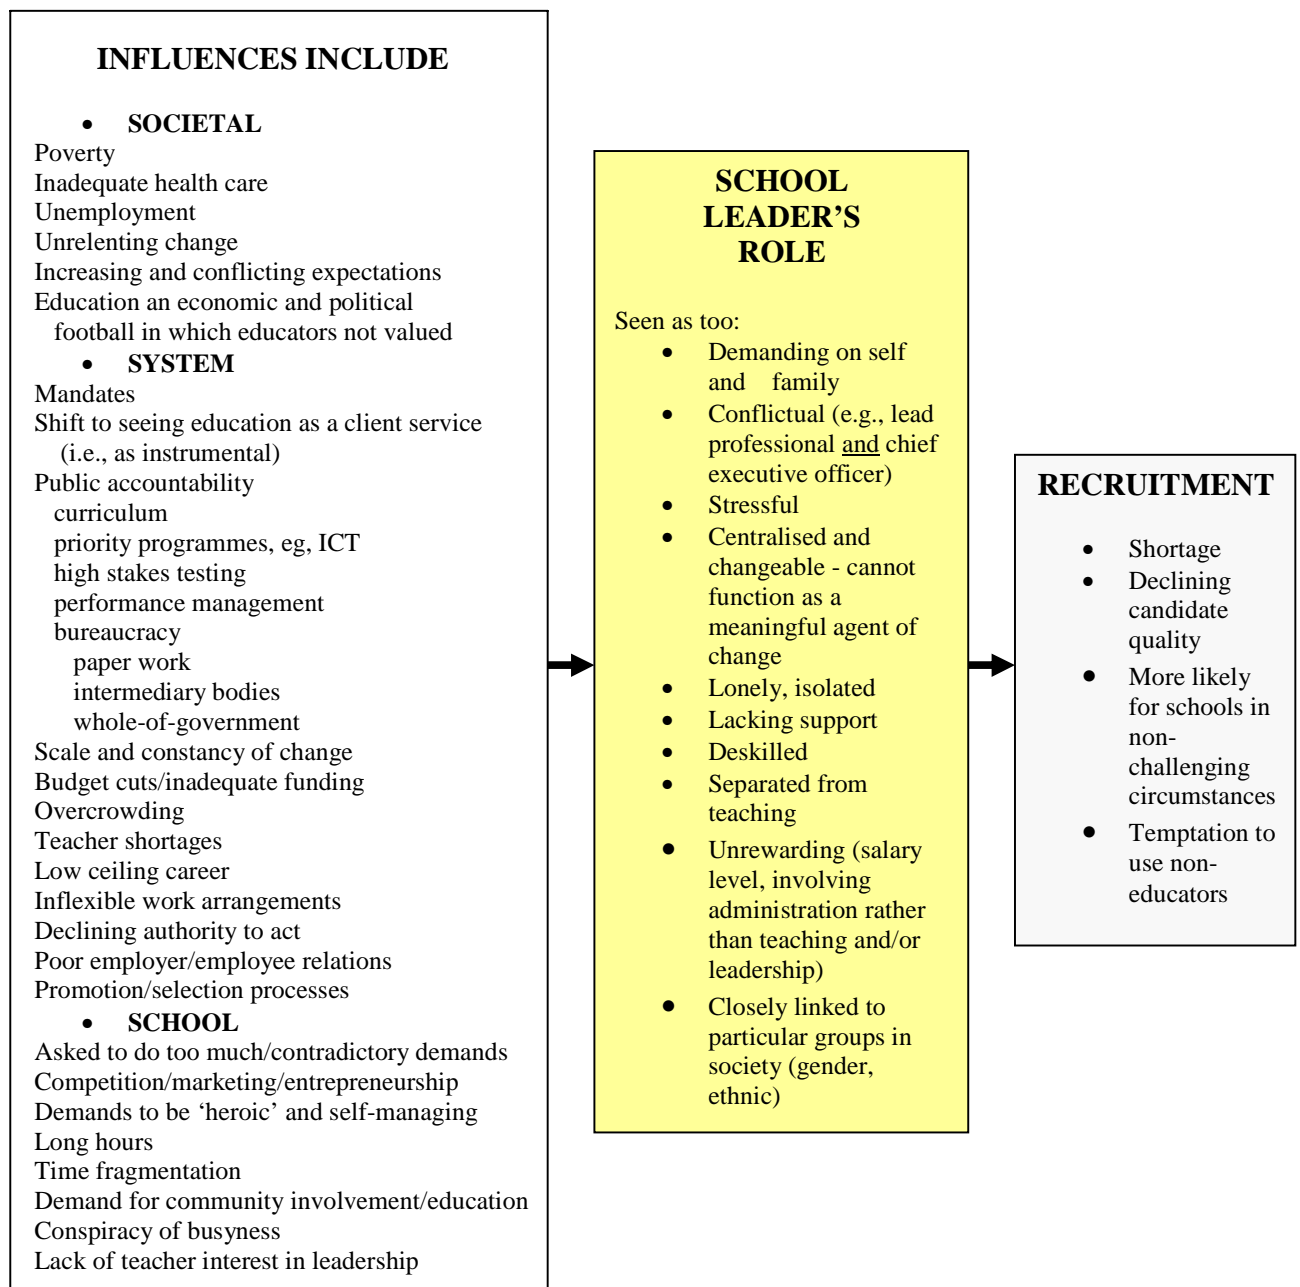 INFLUENCES INCLUDE
• SOCIETAL
Poverty
Inadequate health care
Unemployment
Unrelenting change
Increasing and conflicting expectations
Education an economic and political
football in which educators not valued
• SYSTEM
Mandates
Shift to seeing education as a client service
(i.e., as instrumental)
Public accountability
curriculum
priority programmes, eg, ICT
high stakes testing
performance management
bureaucracy
paper work
intermediary bodies
whole-of-government
Scale and constancy of change
Budget cuts/inadequate funding
Overcrowding
Teacher shortages
Low ceiling career
Inflexible work arrangements
Declining authority to act
Poor employer/employee relations
Promotion/selection processes
• SCHOOL
Asked to do too much/contradictory demands
Competition/marketing/entrepreneurship
Demands to be ‘heroic’ and self-managing
Long hours
Time fragmentation
Demand for community involvement/education
Conspiracy of busyness
Lack of teacher interest in leadership
SCHOOL
LEADER’S
ROLE
Seen as too:
• Demanding on self
and family
• Conflictual (e.g., lead
professional and chief
executive officer)
• Stressful
• Centralised and
changeable - cannot
function as a
meaningful agent of
change
• Lonely, isolated
• Lacking support
• Deskilled
• Separated from
teaching
• Unrewarding (salary
level, involving
administration rather
than teaching and/or
leadership)
• Closely linked to
particular groups in
society (gender,
ethnic)
RECRUITMENT
• Shortage
• Declining
candidate
quality
• More likely
for schools in
non-
challenging
circumstances
• Temptation to
use non-
educators